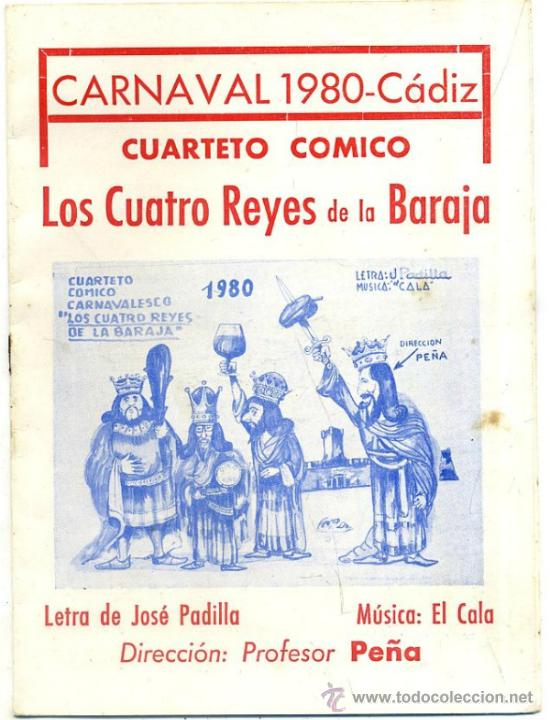 CARNAVAL 1980-Cádiz
CUARTETO COMICO
Los Cuatro Reyes de la Baraja
CUARTETO
COMICO
CARNAVALESCO
"LOS CUATRO REYES
DE LA BARAJA"
1980
LETRA: J. Padilla
MUSICA: "CALA"
DIRECCION
PEÑA
Letra de José Padilla
Música: El Cala
Dirección: Profesor Peña
www.todocoleccion.net